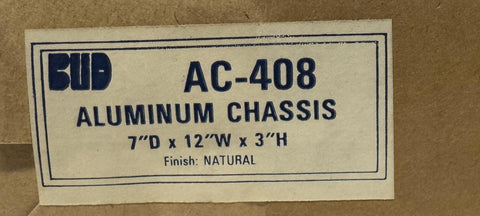 BUD AC-408
ALUMINUM CHASSIS
7"D x 12"W x 3"H
Finish: NATURAL